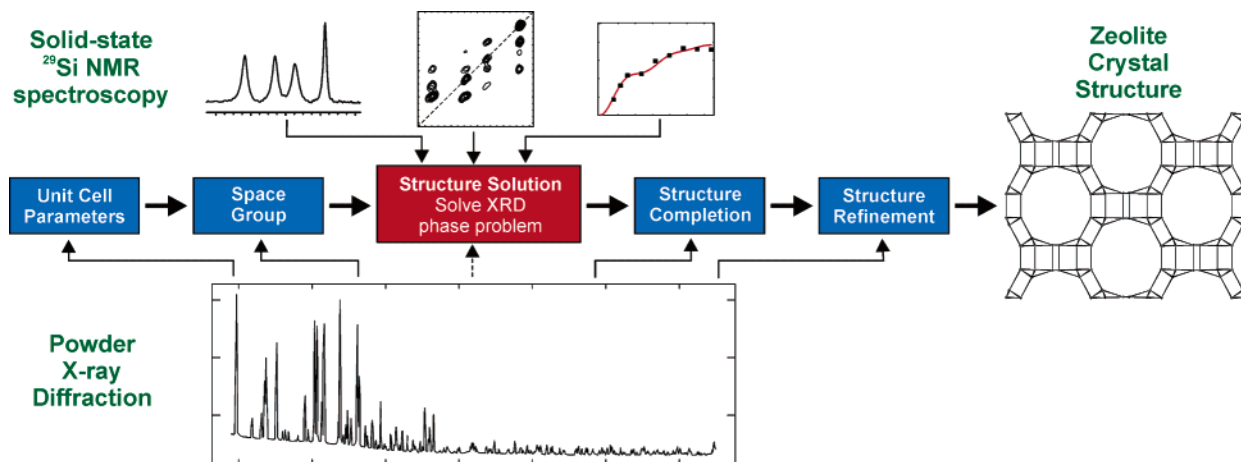 Solid-state
²⁹Si NMR
spectroscopy
Zeolite
Crystal
Structure
Unit Cell
Parameters
Space
Group
Structure Solution
Solve XRD
phase problem
Structure
Completion
Structure
Refinement
Powder
X-ray
Diffraction